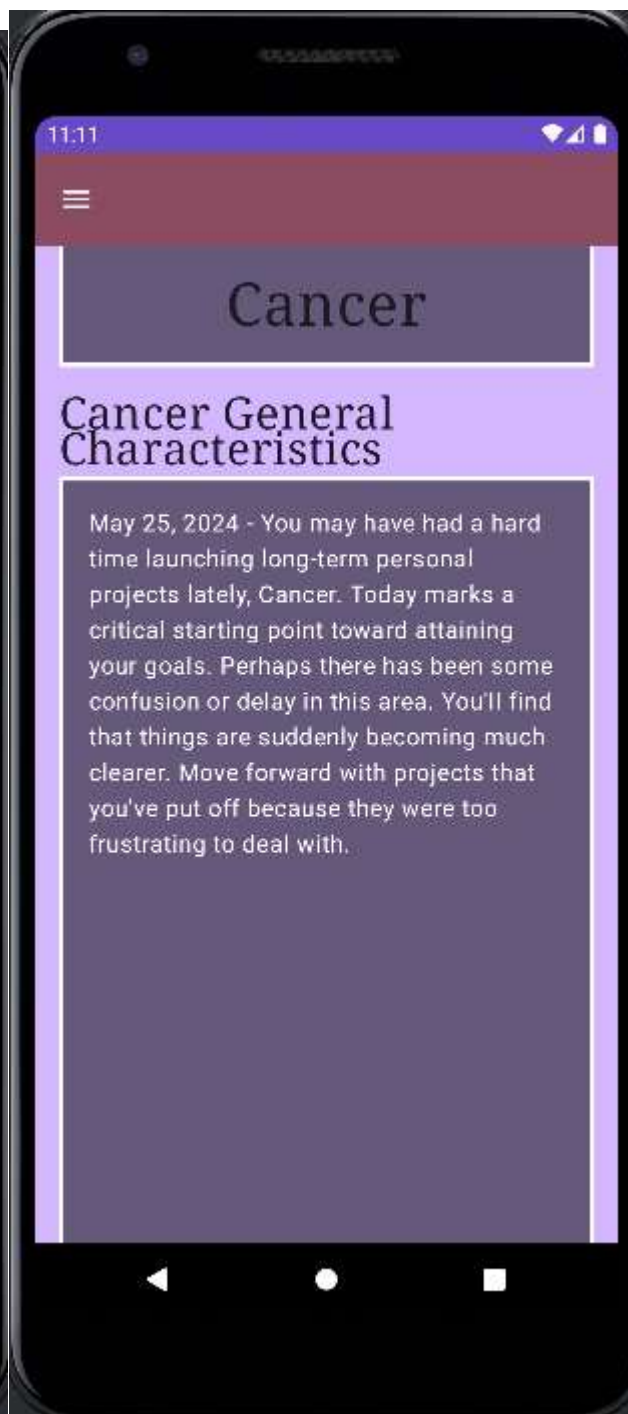 11:11
Cancer
Cancer General
Characteristics
May 25, 2024 - You may have had a hard
time launching long-term personal
projects lately, Cancer. Today marks a
critical starting point toward attaining
your goals. Perhaps there has been some
confusion or delay in this area. You'll find
that things are suddenly becoming much
clearer. Move forward with projects that
you've put off because they were too
frustrating to deal with.